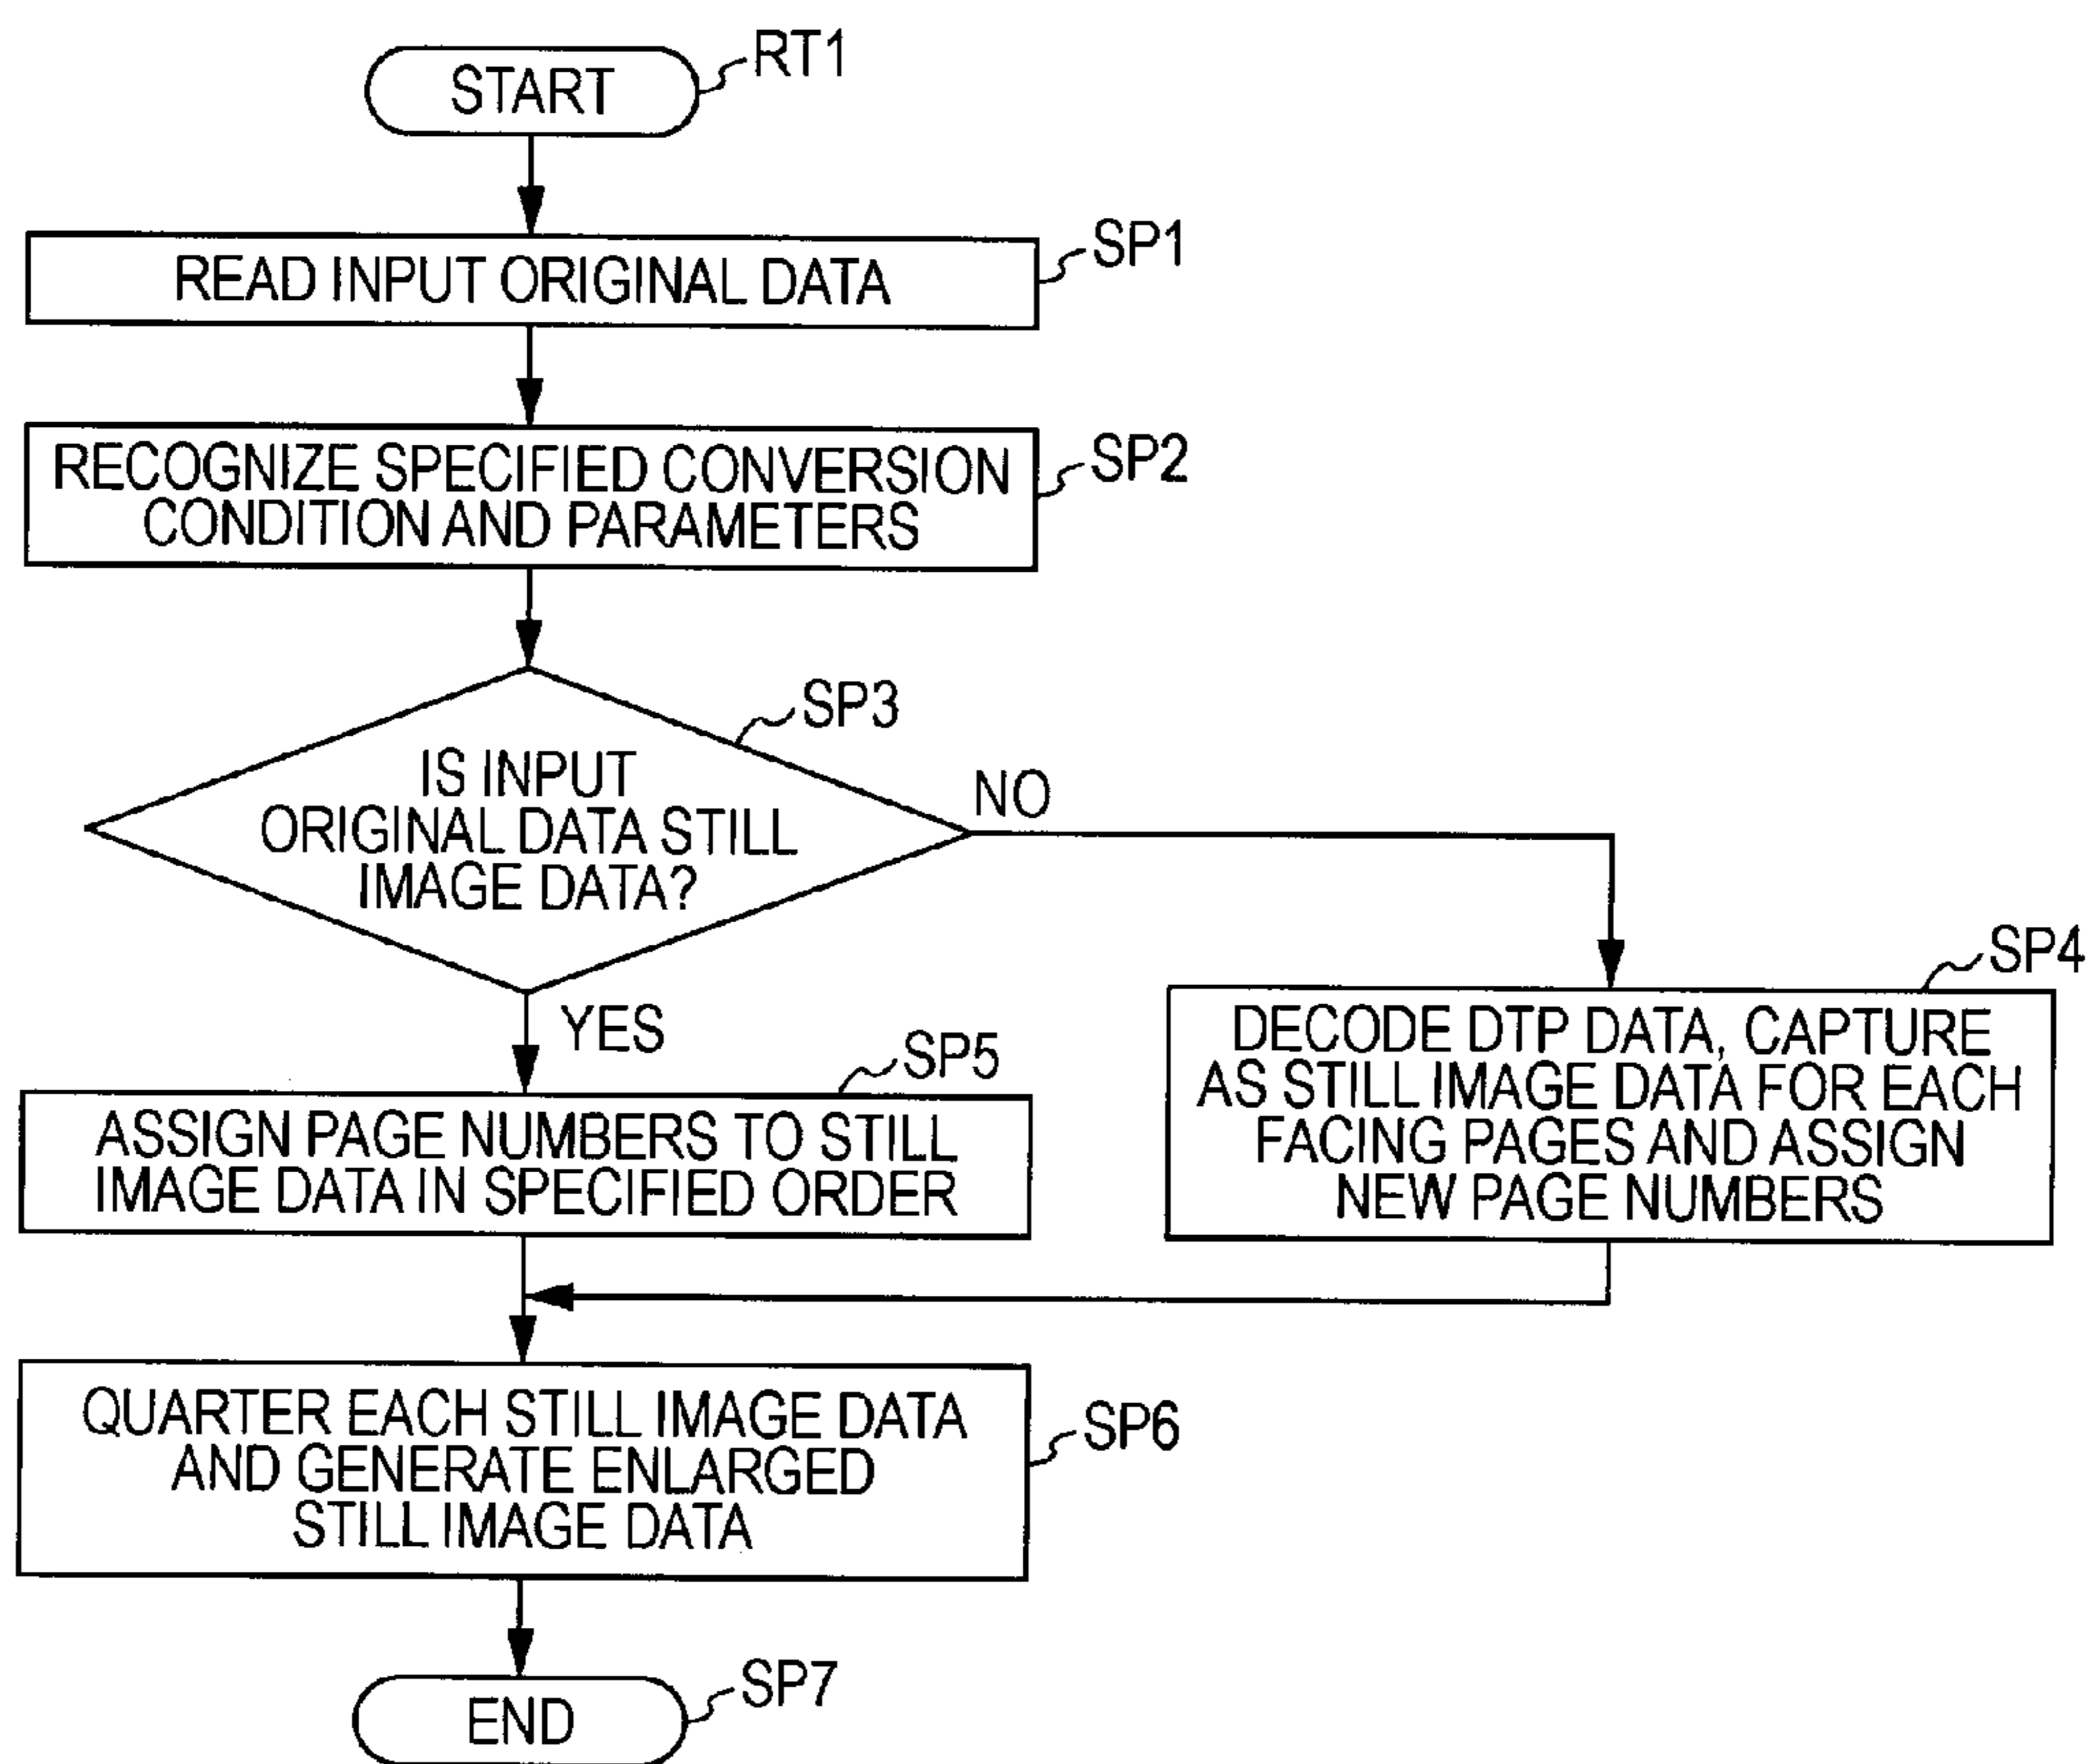 START
RT1
READ INPUT ORIGINAL DATA
SP1
RECOGNIZE SPECIFIED CONVERSION
CONDITION AND PARAMETERS
SP2
SP3
IS INPUT
ORIGINAL DATA STILL
IMAGE DATA?
NO
YES
SP4
DECODE DTP DATA, CAPTURE
AS STILL IMAGE DATA FOR EACH
FACING PAGES AND ASSIGN
NEW PAGE NUMBERS
SP5
ASSIGN PAGE NUMBERS TO STILL
IMAGE DATA IN SPECIFIED ORDER
QUARTER EACH STILL IMAGE DATA
AND GENERATE ENLARGED
STILL IMAGE DATA
SP6
END
SP7